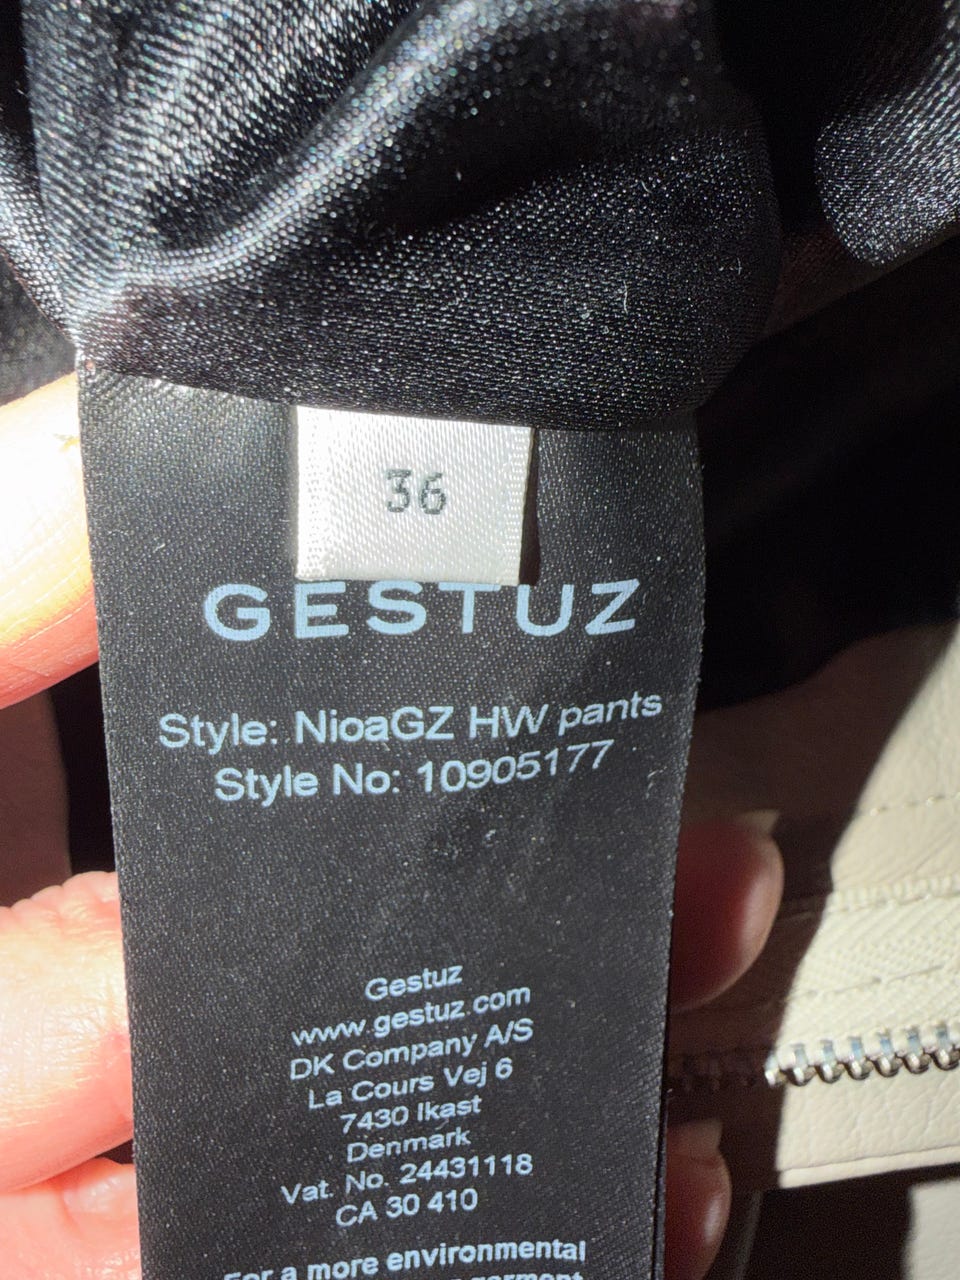 36
GESTUZ
Style: NioaGZ HW pants
Style No: 10905177
Gestuz
www.gestuz.com
DK Company A/S
La Cours Vej 6
7430 Ikast
Denmark
Vat. No. 24431118
CA 30 410
For a more environmental
garment